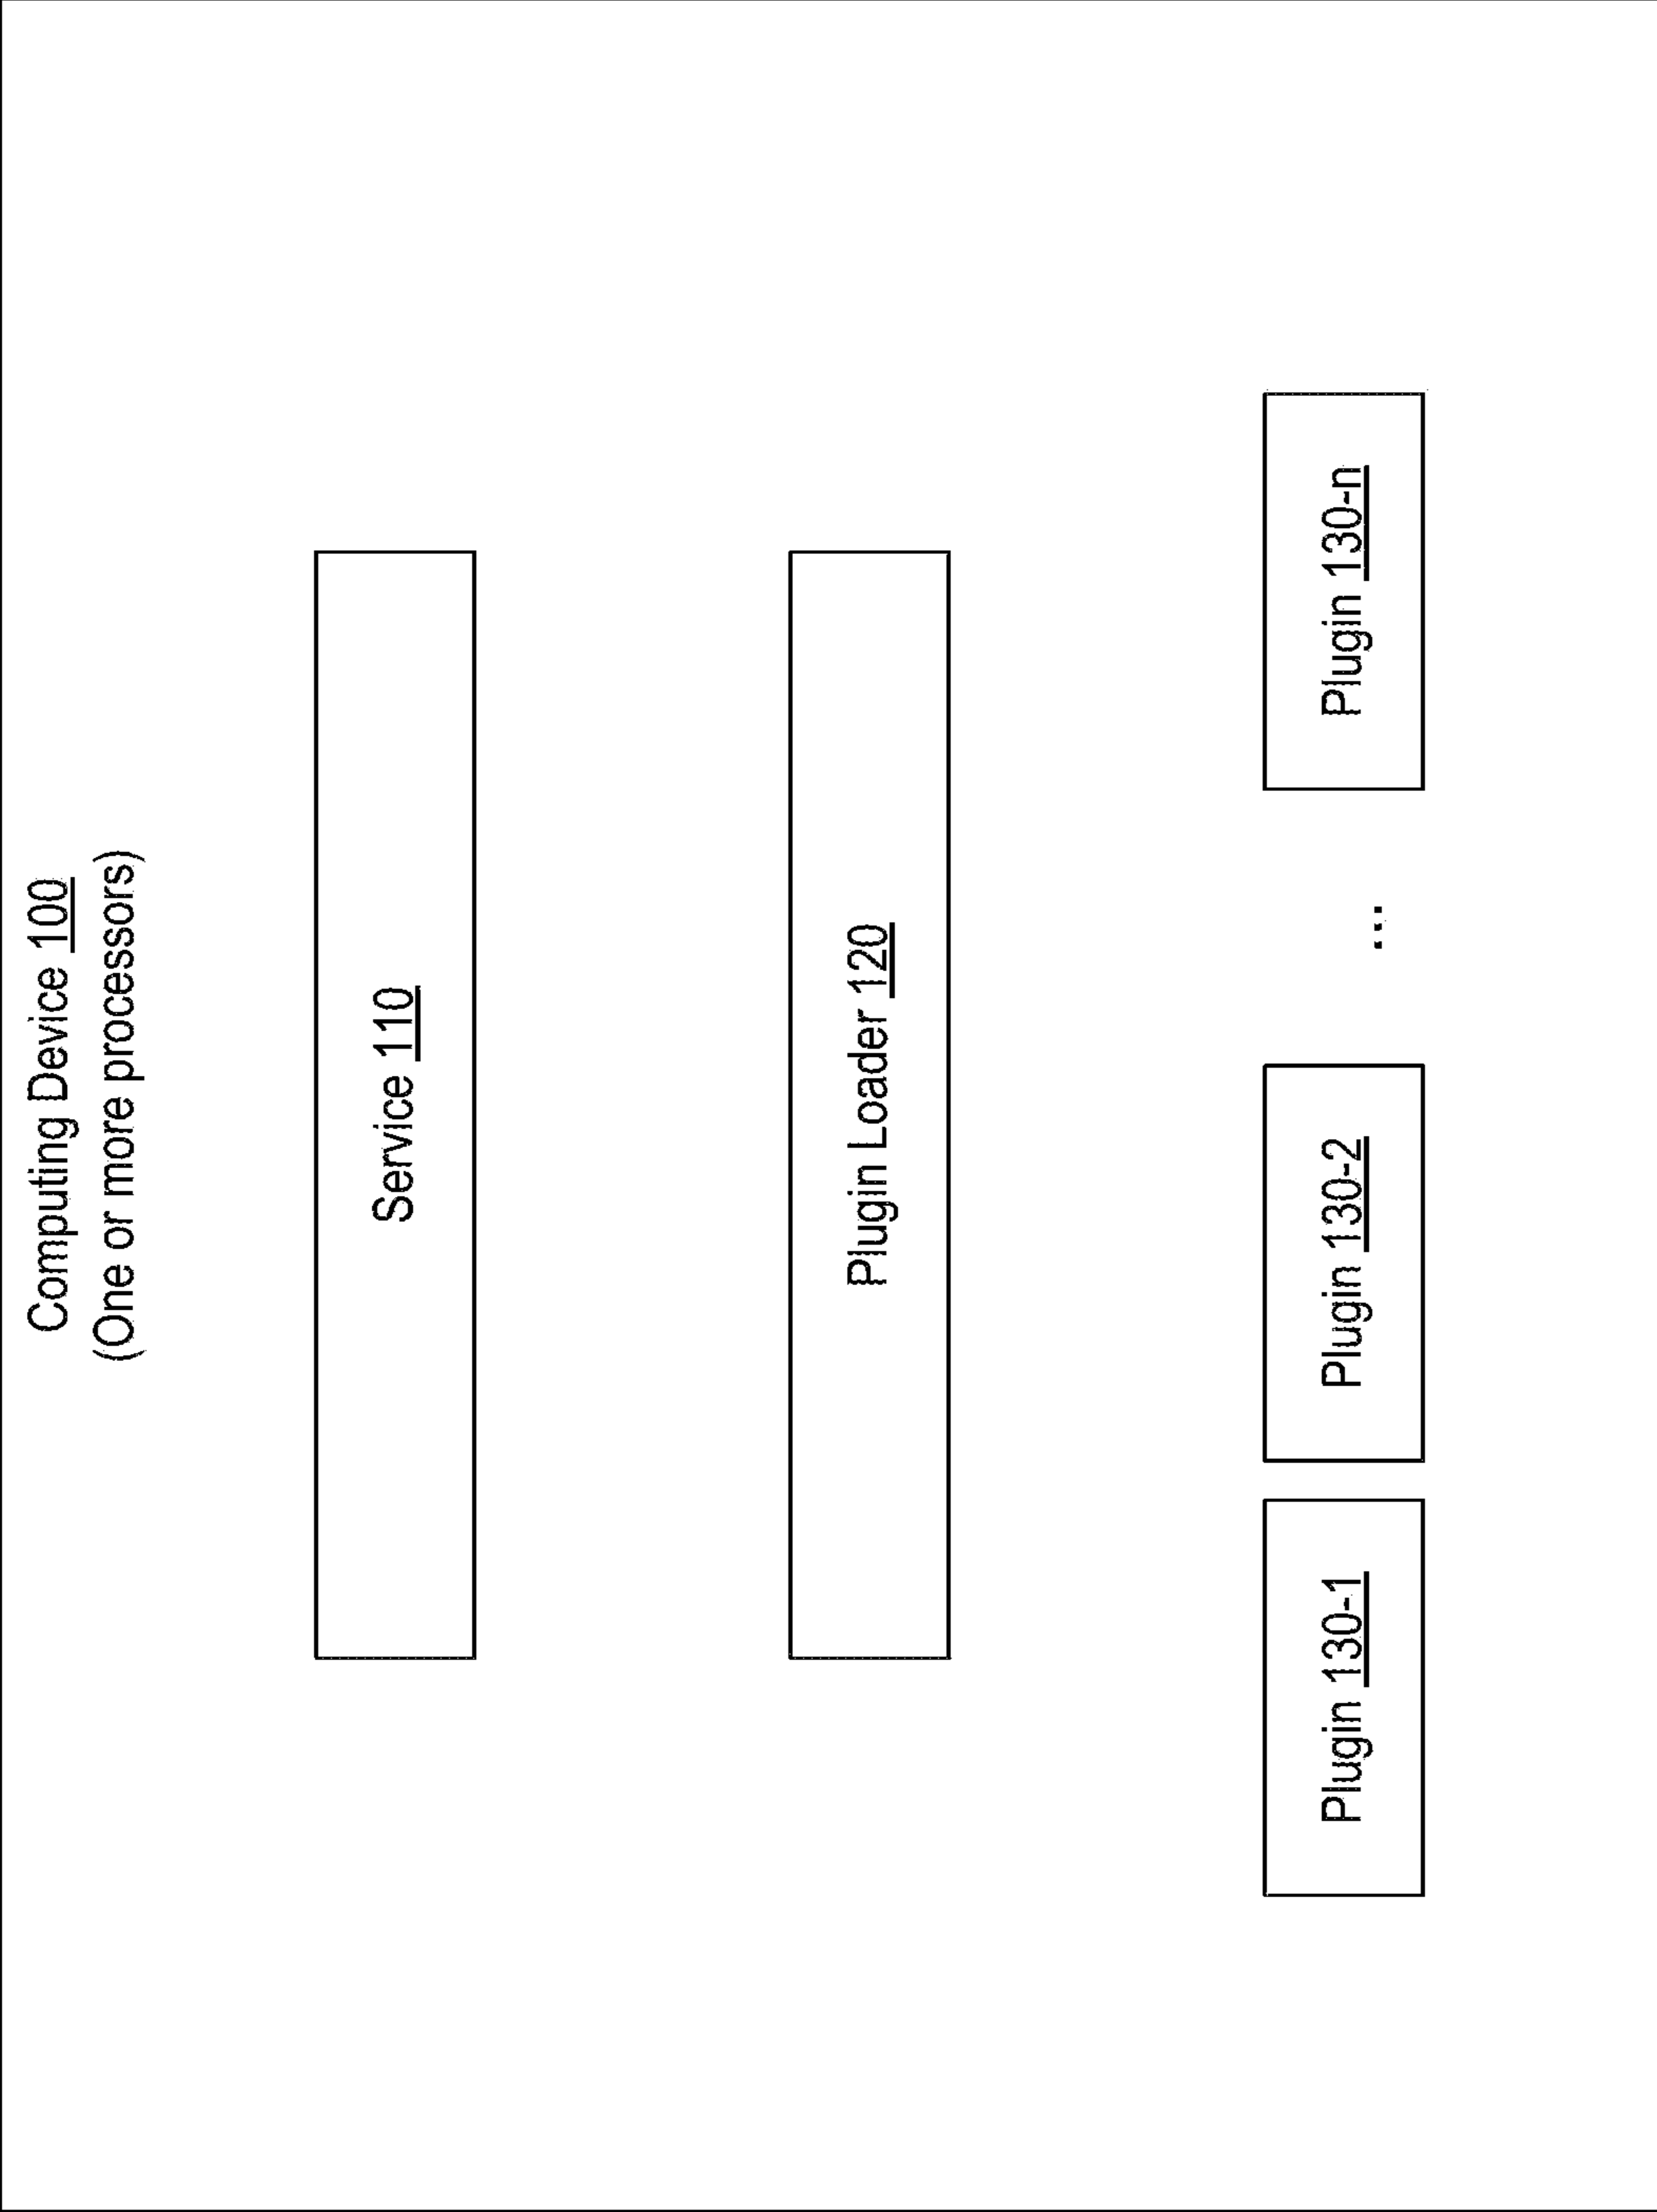 Computing Device 100
(One or more processors)
Service 110
Plugin Loader 120
Plugin 130-1
Plugin 130-2
...
Plugin 130-n